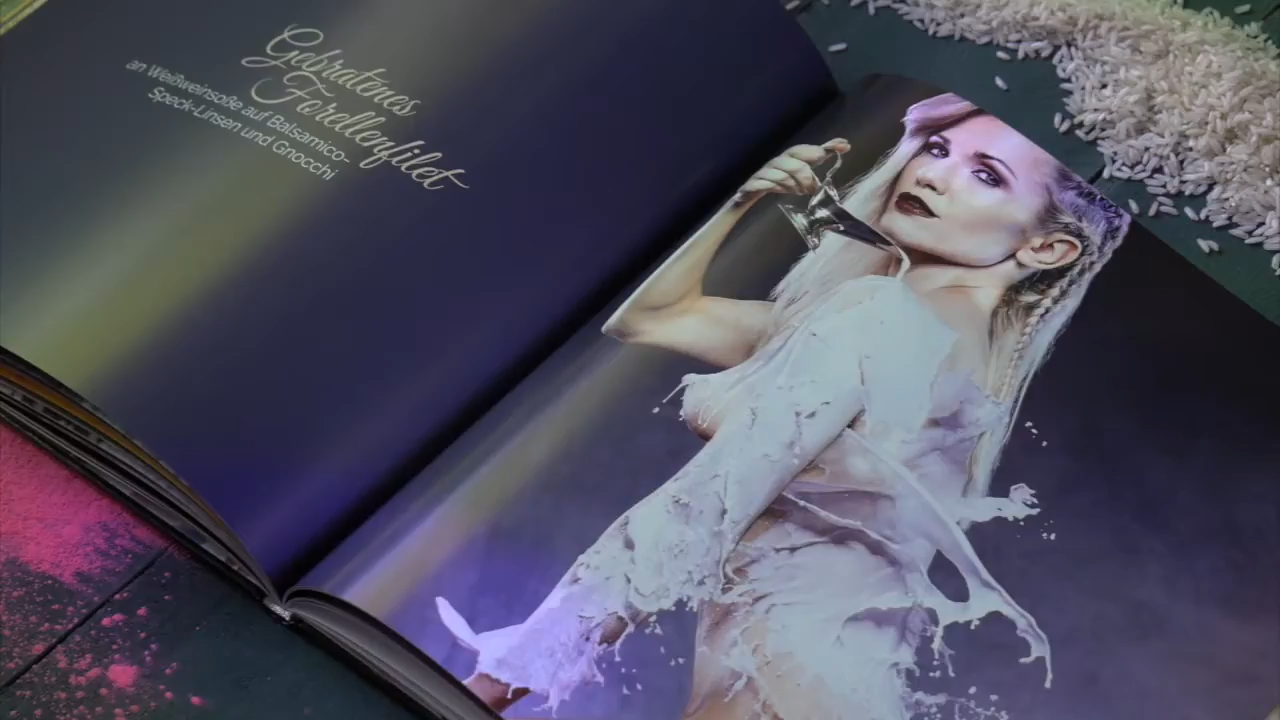 Gebratenes
Forellenfilet
an Weißweinsoße auf Balsamico-
Speck-Linsen und Gnocchi